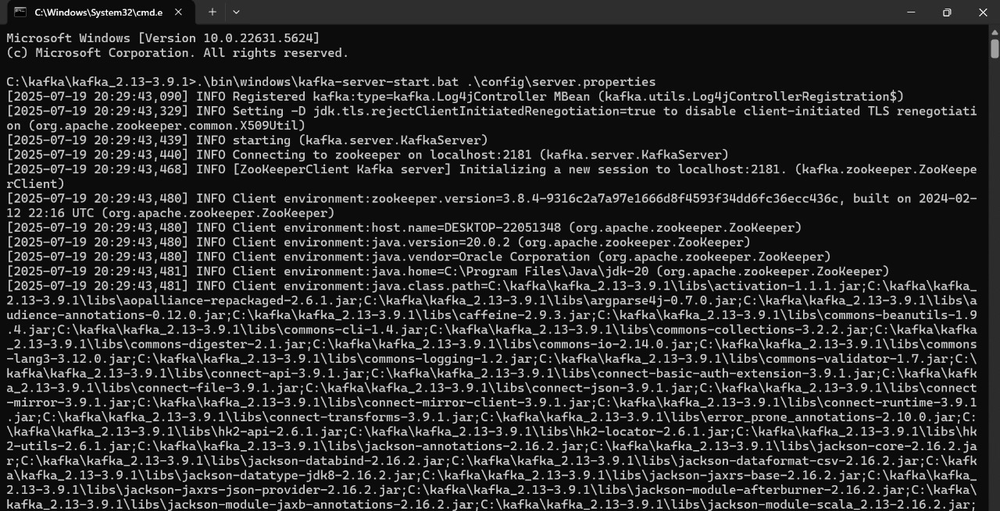 C:\Windows\System32\cmd.e
Microsoft Windows [Version 10.0.22631.5624]
(c) Microsoft Corporation. All rights reserved.
C:\kafka\kafka_2.13-3.9.1>.\bin\windows\kafka-server-start.bat .\config\server.properties
[2025-07-19 20:29:43,090] INFO Registered kafka:type=kafka.Log4jController MBean (kafka.utils.Log4jControllerRegistration$)
[2025-07-19 20:29:43,329] INFO Setting -D jdk.tls.rejectClientInitiatedRenegotiation=true to disable client-initiated TLS renegotiati
on (org.apache.zookeeper.common.X509Util)
[2025-07-19 20:29:43,439] INFO starting (kafka.server.KafkaServer)
[2025-07-19 20:29:43,440] INFO Connecting to zookeeper on localhost:2181 (kafka.server.KafkaServer)
[2025-07-19 20:29:43,468] INFO [ZooKeeperClient Kafka server] Initializing a new session to localhost:2181. (kafka.zookeeper.ZooKeepe
rClient)
[2025-07-19 20:29:43,480] INFO Client environment:zookeeper.version=3.8.4-9316c2a7a97e1666d8f4593f34dd6fc36ecc436c, built on 2024-02-
12 22:16 UTC (org.apache.zookeeper.ZooKeeper)
[2025-07-19 20:29:43,480] INFO Client environment:host.name=DESKTOP-22051348 (org.apache.zookeeper.ZooKeeper)
[2025-07-19 20:29:43,480] INFO Client environment:java.version=20.0.2 (org.apache.zookeeper.ZooKeeper)
[2025-07-19 20:29:43,480] INFO Client environment:java.vendor=Oracle Corporation (org.apache.zookeeper.ZooKeeper)
[2025-07-19 20:29:43,481] INFO Client environment:java.home=C:\Program Files\Java\jdk-20 (org.apache.zookeeper.ZooKeeper)
[2025-07-19 20:29:43,481] INFO Client environment:java.class.path=C:\kafka\kafka_2.13-3.9.1\libs\activation-1.1.1.jar;C:\kafka\kafka_
2.13-3.9.1\libs\aopalliance-repackaged-2.6.1.jar;C:\kafka\kafka_2.13-3.9.1\libs\argparse4j-0.7.0.jar;C:\kafka\kafka_2.13-3.9.1\libs\a
udience-annotations-0.12.0.jar;C:\kafka\kafka_2.13-3.9.1\libs\caffeine-2.9.3.jar;C:\kafka\kafka_2.13-3.9.1\libs\commons-beanutils-1.9
.4.jar;C:\kafka\kafka_2.13-3.9.1\libs\commons-cli-1.4.jar;C:\kafka\kafka_2.13-3.9.1\libs\commons-collections-3.2.2.jar;C:\kafka\kafka
_2.13-3.9.1\libs\commons-digester-2.1.jar;C:\kafka\kafka_2.13-3.9.1\libs\commons-io-2.14.0.jar;C:\kafka\kafka_2.13-3.9.1\libs\commons
-lang3-3.12.0.jar;C:\kafka\kafka_2.13-3.9.1\libs\commons-logging-1.2.jar;C:\kafka\kafka_2.13-3.9.1\libs\commons-validator-1.7.jar;C:\
kafka\kafka_2.13-3.9.1\libs\connect-api-3.9.1.jar;C:\kafka\kafka_2.13-3.9.1\libs\connect-basic-auth-extension-3.9.1.jar;C:\kafka\kafk
a_2.13-3.9.1\libs\connect-file-3.9.1.jar;C:\kafka\kafka_2.13-3.9.1\libs\connect-json-3.9.1.jar;C:\kafka\kafka_2.13-3.9.1\libs\connect
-mirror-3.9.1.jar;C:\kafka\kafka_2.13-3.9.1\libs\connect-mirror-client-3.9.1.jar;C:\kafka\kafka_2.13-3.9.1\libs\connect-runtime-3.9.1
.jar;C:\kafka\kafka_2.13-3.9.1\libs\connect-transforms-3.9.1.jar;C:\kafka\kafka_2.13-3.9.1\libs\error_prone_annotations-2.10.0.jar;C:
\kafka\kafka_2.13-3.9.1\libs\hk2-api-2.6.1.jar;C:\kafka\kafka_2.13-3.9.1\libs\hk2-locator-2.6.1.jar;C:\kafka\kafka_2.13-3.9.1\libs\hk
2-utils-2.6.1.jar;C:\kafka\kafka_2.13-3.9.1\libs\jackson-annotations-2.16.2.jar;C:\kafka\kafka_2.13-3.9.1\libs\jackson-core-2.16.2.ja
r;C:\kafka\kafka_2.13-3.9.1\libs\jackson-databind-2.16.2.jar;C:\kafka\kafka_2.13-3.9.1\libs\jackson-dataformat-csv-2.16.2.jar;C:\kafk
a\kafka_2.13-3.9.1\libs\jackson-datatype-jdk8-2.16.2.jar;C:\kafka\kafka_2.13-3.9.1\libs\jackson-jaxrs-base-2.16.2.jar;C:\kafka\kafka_
2.13-3.9.1\libs\jackson-jaxrs-json-provider-2.16.2.jar;C:\kafka\kafka_2.13-3.9.1\libs\jackson-module-afterburner-2.16.2.jar;C:\kafka\
kafka_2.13-3.9.1\libs\jackson-module-jaxb-annotations-2.16.2.jar;C:\kafka\kafka_2.13-3.9.1\libs\jackson-module-scala_2.13-2.16.2.jar;